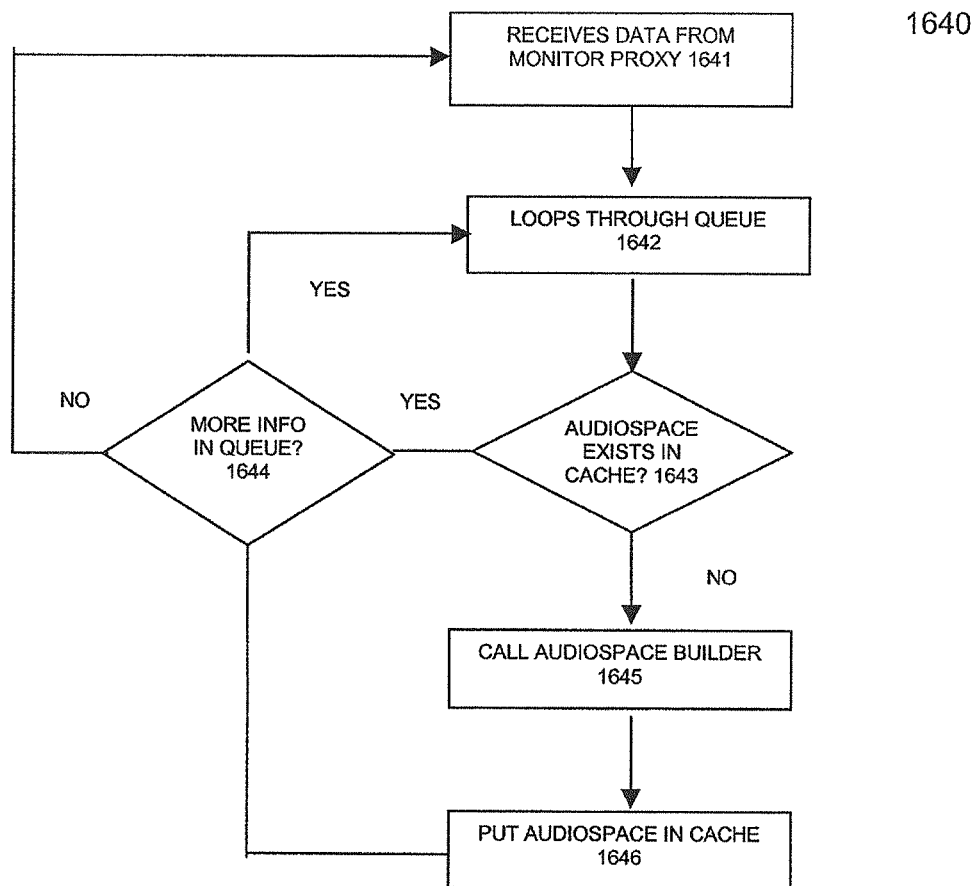 1640
RECEIVES DATA FROM
MONITOR PROXY 1641
LOOPS THROUGH QUEUE
1642
YES
NO
YES
MORE INFO
IN QUEUE?
1644
AUDIOSPACE
EXISTS IN
CACHE? 1643
NO
CALL AUDIOSPACE BUILDER
1645
PUT AUDIOSPACE IN CACHE
1646